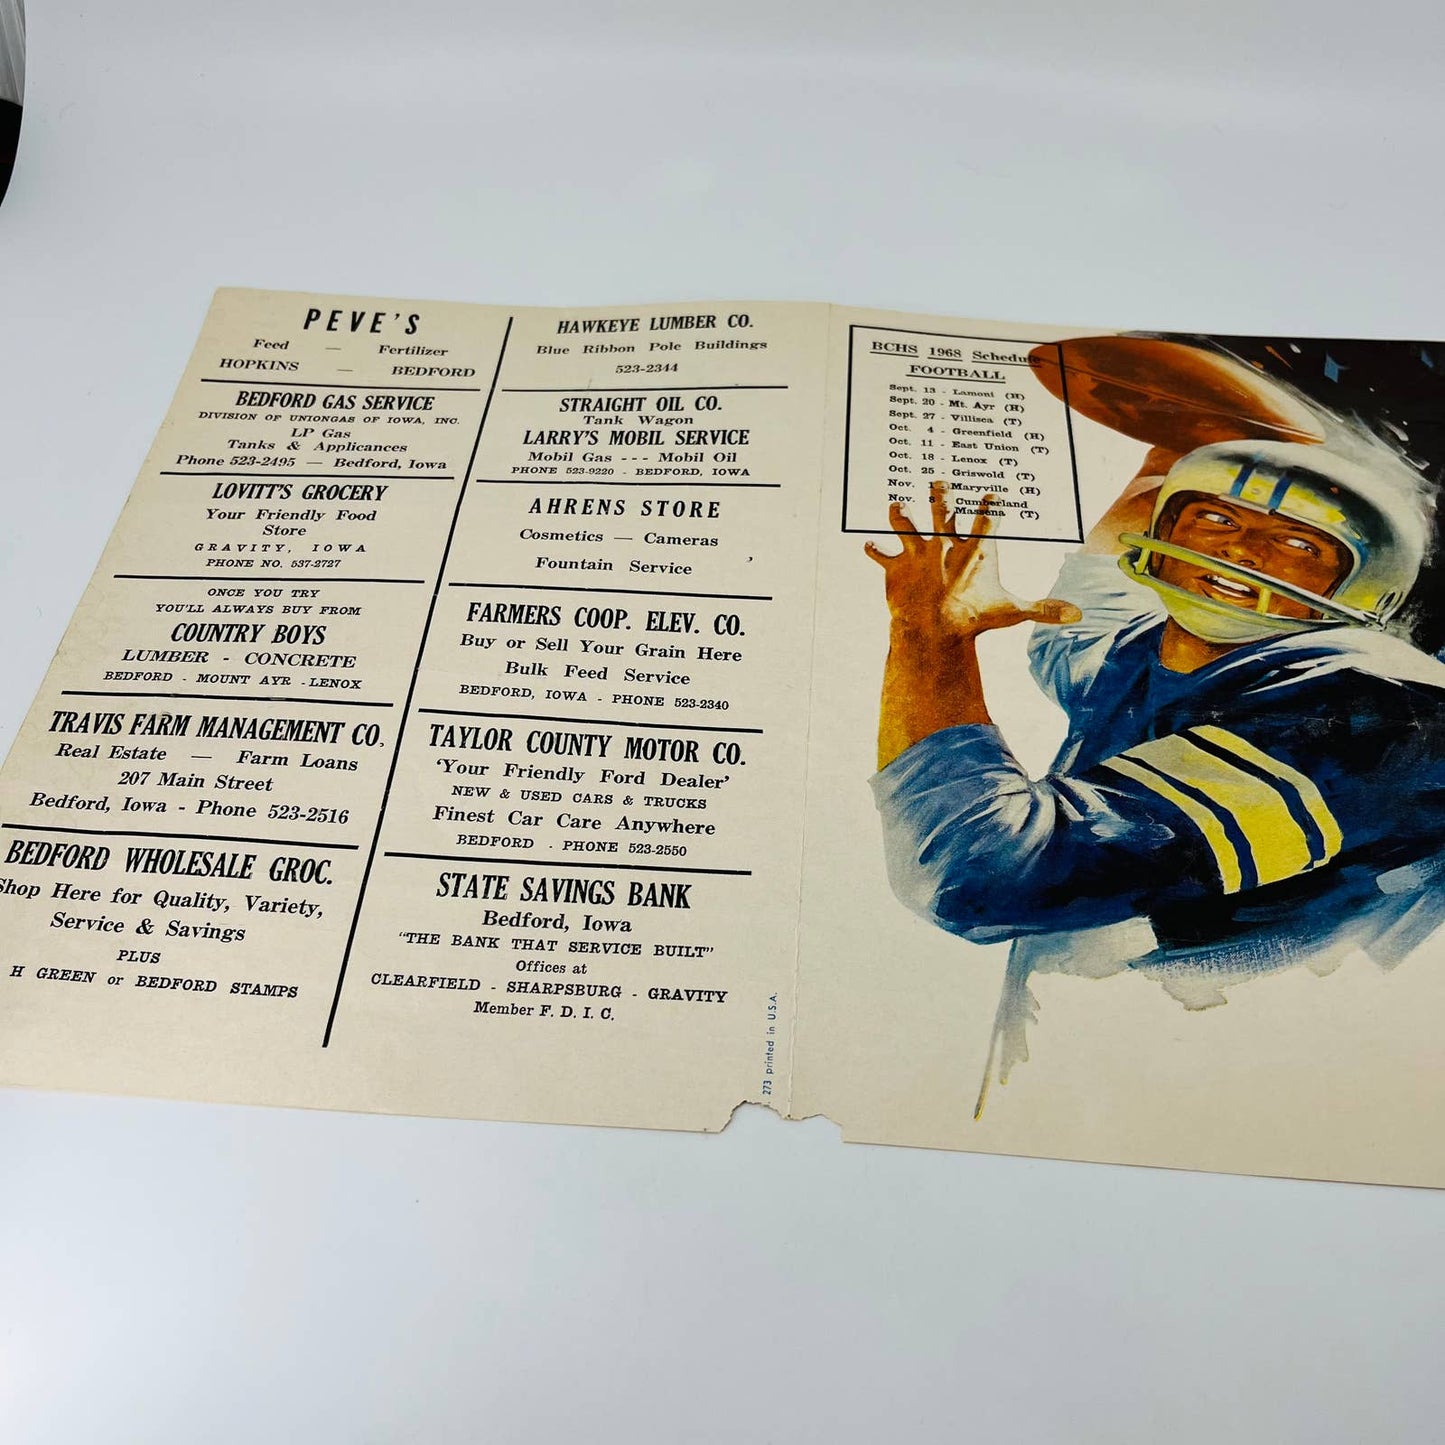 PEVE'S
Feed — Fertilizer
HOPKINS — BEDFORD
BEDFORD GAS SERVICE
DIVISION OF UNIONGAS OF IOWA, INC.
LP Gas
Tanks & Applicances
Phone 523-2495 — Bedford, Iowa
LOVITT'S GROCERY
Your Friendly Food
Store
GRAVITY, IOWA
PHONE NO. 537-2727
ONCE YOU TRY
YOU'LL ALWAYS BUY FROM
COUNTRY BOYS
LUMBER - CONCRETE
BEDFORD - MOUNT AYR - LENOX
TRAVIS FARM MANAGEMENT CO.
Real Estate — Farm Loans
207 Main Street
Bedford, Iowa - Phone 523-2516
BEDFORD WHOLESALE GROC.
Shop Here for Quality, Variety,
Service & Savings
PLUS
H GREEN or BEDFORD STAMPS
HAWKEYE LUMBER CO.
Blue Ribbon Pole Buildings
523-2344
STRAIGHT OIL CO.
Tank Wagon
LARRY'S MOBIL SERVICE
Mobil Gas --- Mobil Oil
PHONE 523-9220 - BEDFORD, IOWA
AHRENS STORE
Cosmetics — Cameras
Fountain Service
FARMERS COOP. ELEV. CO.
Buy or Sell Your Grain Here
Bulk Feed Service
BEDFORD, IOWA - PHONE 523-2340
TAYLOR COUNTY MOTOR CO.
'Your Friendly Ford Dealer'
NEW & USED CARS & TRUCKS
Finest Car Care Anywhere
BEDFORD - PHONE 523-2550
STATE SAVINGS BANK
Bedford, Iowa
"THE BANK THAT SERVICE BUILT"
Offices at
CLEARFIELD - SHARPSBURG - GRAVITY
Member F. D. I. C.
273 printed in U.S.A.
BCHS 1968 Schedule
FOOTBALL
Sept. 13 - Lamoni (H)
Sept. 20 - Mt. Ayr (H)
Sept. 27 - Villisca (T)
Oct. 4 - Greenfield (H)
Oct. 11 - East Union (T)
Oct. 18 - Lenox (T)
Oct. 25 - Griswold (T)
Nov. 1 - Maryville (H)
Nov. 8 - Cumberland
Massena (T)